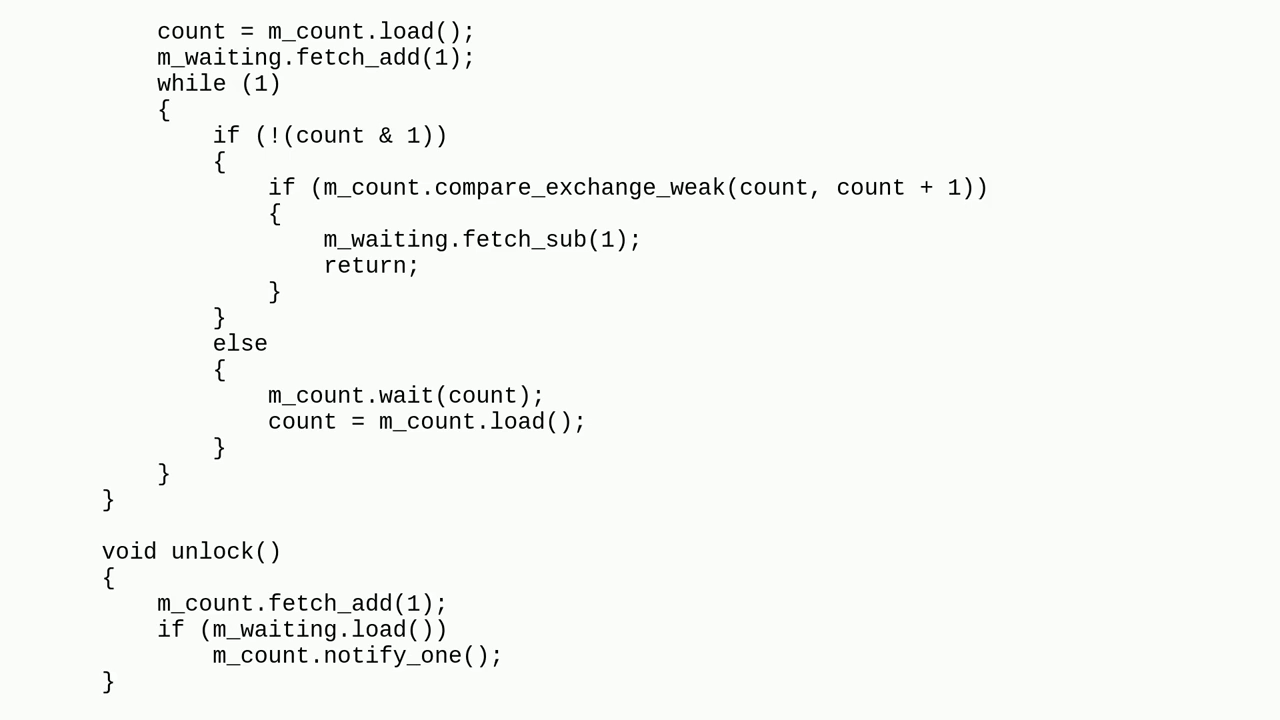 count = m_count.load();
m_waiting.fetch_add(1);
while (1)
{
if (!(count & 1))
{
if (m_count.compare_exchange_weak(count, count + 1))
{
m_waiting.fetch_sub(1);
return;
}
}
else
{
m_count.wait(count);
count = m_count.load();
}
}
}
void unlock()
{
m_count.fetch_add(1);
if (m_waiting.load())
m_count.notify_one();
}